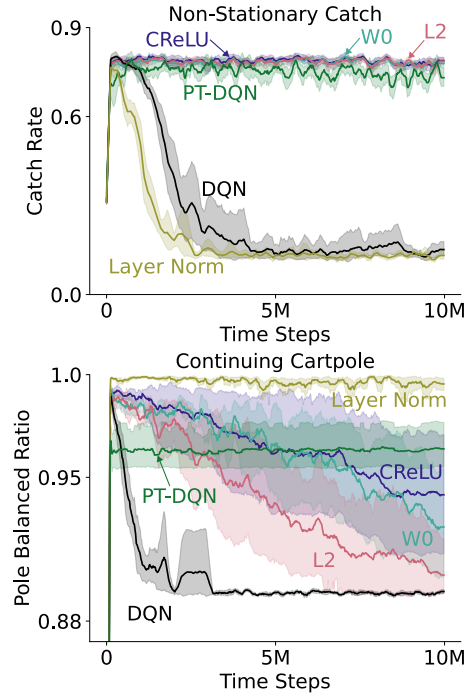 Non-Stationary Catch
0.9
CReLU
W0
L2
0.6
PT-DQN
Catch Rate
DQN
Layer Norm
0.0
0
5M
10M
Time Steps
Continuing Cartpole
1.0
Layer Norm
0.95
CReLU
PT-DQN
W0
L2
Pole Balanced Ratio
DQN
0.88
0
5M
10M
Time Steps